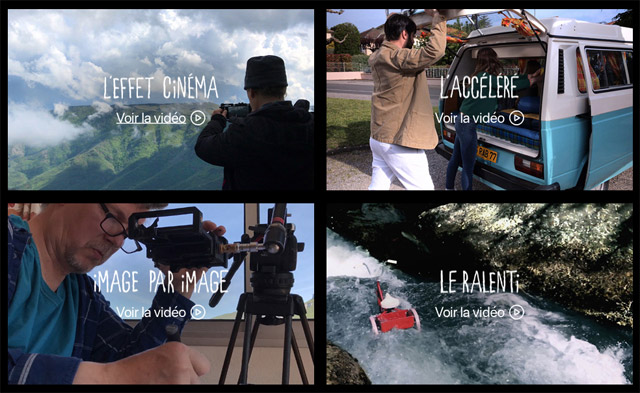 L'EFFET CiNÉMA
Voir la vidéo
L'ACCÉLÉRÉ
Voir la vidéo
iMAGE PAR iMAGE
Voir la vidéo
LE RALENTi
Voir la vidéo